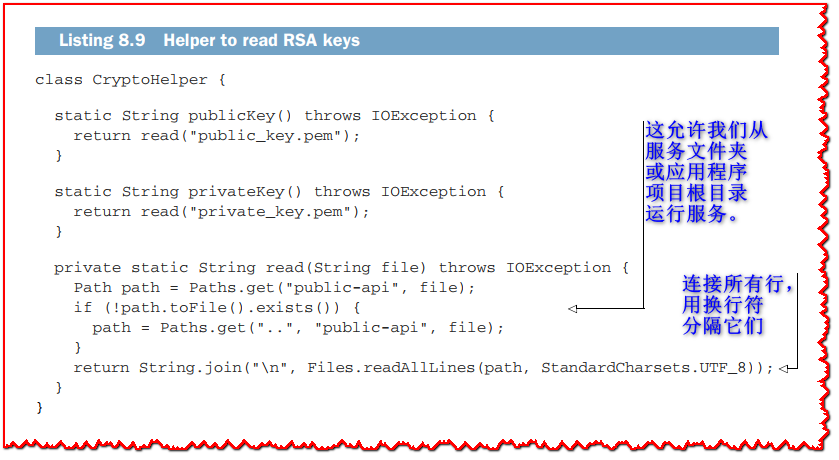 Listing 8.9 Helper to read RSA keys
class CryptoHelper {
static String publicKey() throws IOException {
return read("public_key.pem");
}
static String privateKey() throws IOException {
return read("private_key.pem");
}
private static String read(String file) throws IOException {
Path path = Paths.get("public-api", file);
if (!path.toFile().exists()) {
path = Paths.get("..", "public-api", file);
}
return String.join("\n", Files.readAllLines(path, StandardCharsets.UTF_8));
}
}
这允许我们从
服务文件夹
或应用程序
项目根目录
运行服务。
连接所有行，
用换行符
分隔它们